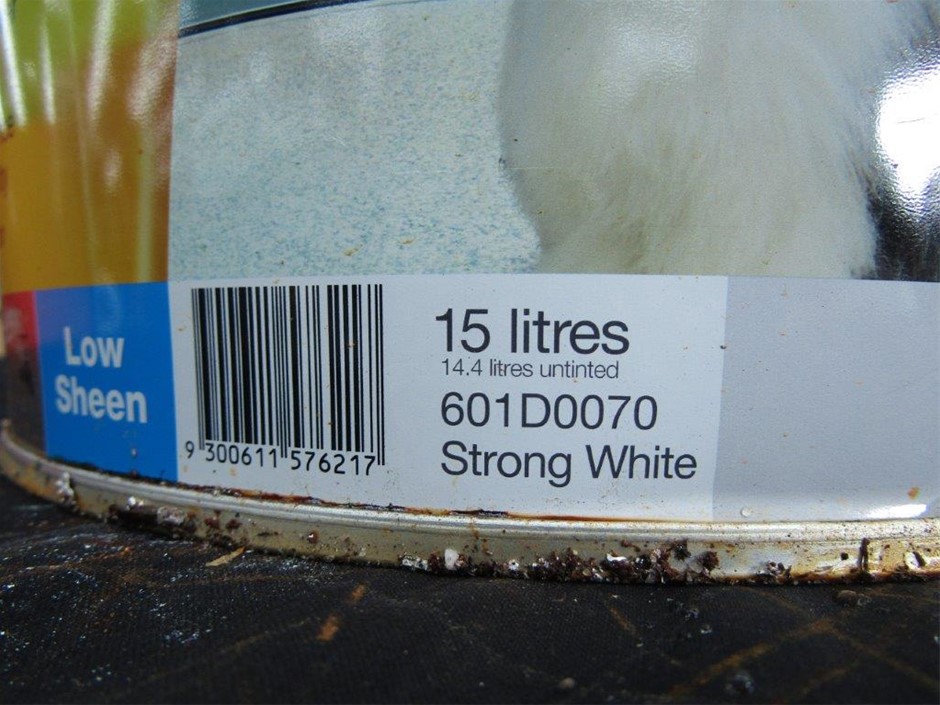 Low
Sheen
9 300611 576217
15 litres
14.4 litres untinted
601D0070
Strong White